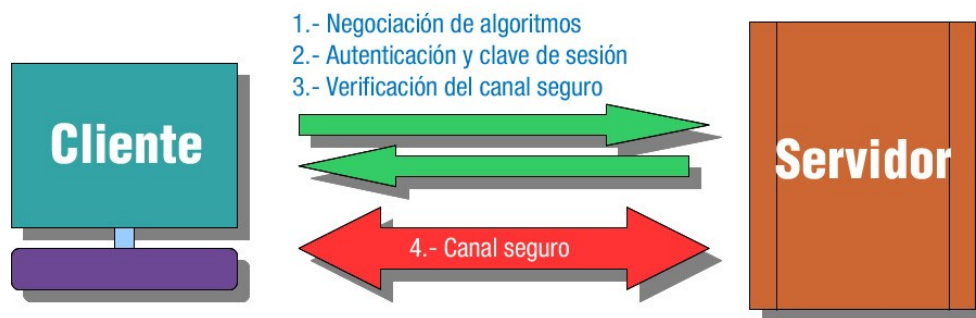 1.- Negociación de algoritmos
2.- Autenticación y clave de sesión
3.- Verificación del canal seguro
Cliente
Servidor
4.- Canal seguro